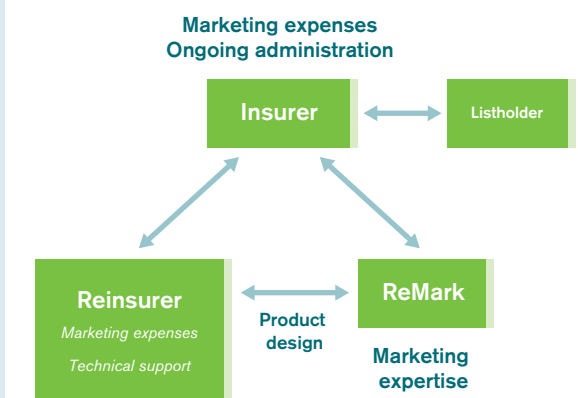 Marketing expenses
Ongoing administration
Insurer
Listholder
Reinsurer
Marketing expenses
Technical support
Product
design
ReMark
Marketing
expertise